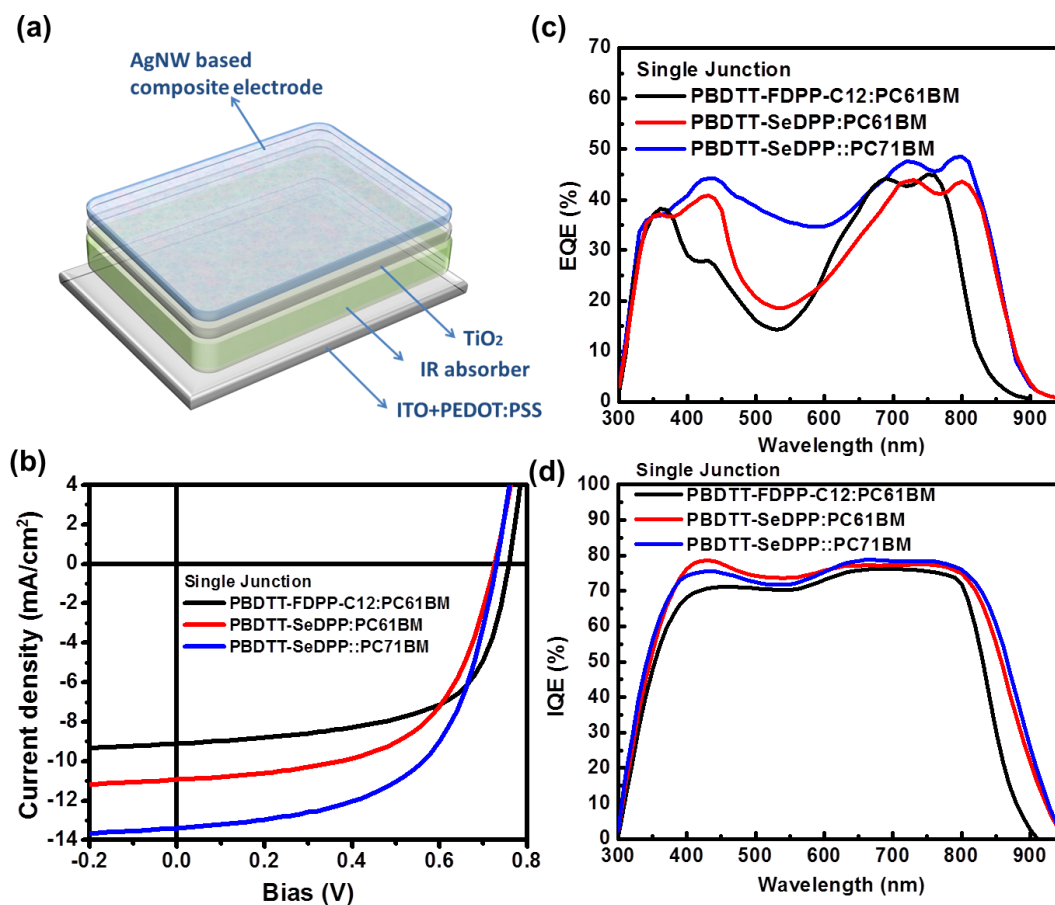 (a)
AgNW based
composite electrode
TiO₂
IR absorber
ITO+PEDOT:PSS
(b)
4
2
0
-2
-4
-6
-8
-10
-12
-14
Current density (mA/cm²)
Single Junction
PBDTT-FDPP-C12:PC61BM
PBDTT-SeDPP:PC61BM
PBDTT-SeDPP::PC71BM
-0.2 0.0 0.2 0.4 0.6 0.8
Bias (V)
(c)
70
60
50
40
30
20
10
0
EQE (%)
Single Junction
PBDTT-FDPP-C12:PC61BM
PBDTT-SeDPP:PC61BM
PBDTT-SeDPP::PC71BM
300 400 500 600 700 800 900
Wavelength (nm)
(d)
Single Junction
PBDTT-FDPP-C12:PC61BM
PBDTT-SeDPP:PC61BM
PBDTT-SeDPP::PC71BM
100
90
80
70
60
50
40
30
20
10
0
IQE (%)
300 400 500 600 700 800 900
Wavelength (nm)